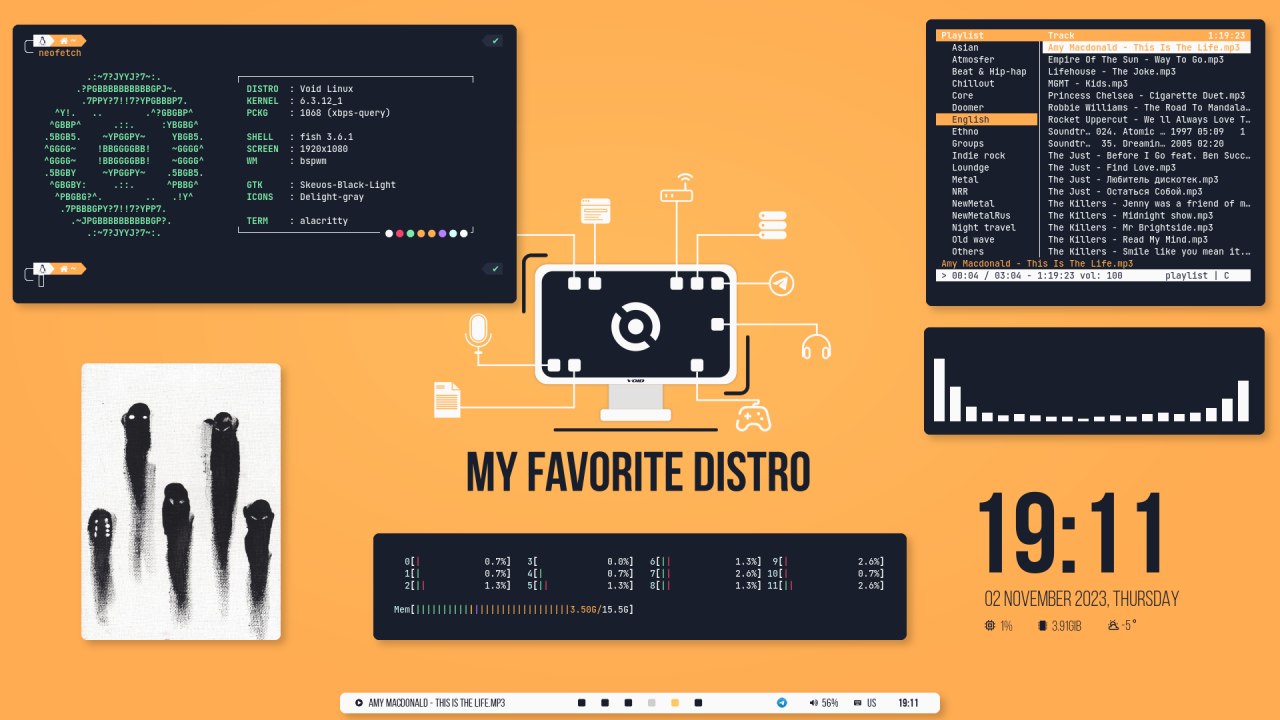 neofetch
DISTRO : Void Linux
KERNEL : 6.3.12_1
PCKG : 1068 (xbps-query)
SHELL : fish 3.6.1
SCREEN : 1920x1080
WM : bspwm
GTK : Skeuos-Black-Light
ICONS : Delight-gray
TERM : alacritty
Playlist Track 1:19:23
Asian Amy Macdonald - This Is The Life.mp3
Atmosfer Empire Of The Sun - Way To Go.mp3
Beat & Hip-hap Lifehouse - The Joke.mp3
Chillout MGMT - Kids.mp3
Core Princess Chelsea - Cigarette Duet.mp3
Doomer Robbie Williams - The Road To Mandala…
English Rocket Uppercut - We ll Always Love T…
Ethno Soundtr… 024. Atomic … 1997 05:09 1
Groups Soundtr… 35. Dreamin… 2005 02:20
Indie rock The Just - Before I Go feat. Ben Succ…
Loundge The Just - Find Love.mp3
Metal The Just - Любитель дискотек.mp3
NRR The Just - Остаться Собой.mp3
NewMetal The Killers - Jenny was a friend of m…
NewMetalRus The Killers - Midnight show.mp3
Night travel The Killers - Mr Brightside.mp3
Old wave The Killers - Read My Mind.mp3
Others The Killers - Smile like you mean it.…
Amy Macdonald - This Is The Life.mp3
> 00:04 / 03:04 - 1:19:23 vol: 100 playlist | C
VOID
MY FAVORITE DISTRO
0[| 0.7%] 3[ 0.0%] 6[|| 1.3%] 9[| 2.6%]
1[| 0.7%] 4[| 0.7%] 7[|| 2.6%] 10[| 0.7%]
2[|| 1.3%] 5[|| 1.3%] 8[|| 1.3%] 11[|| 2.6%]
Mem[|||||||||||||||||||||||||||||3.50G/15.5G]
19:11
02 NOVEMBER 2023, THURSDAY
1% 3.91GIB -5°
AMY MACDONALD - THIS IS THE LIFE.MP3 56% US 19:11